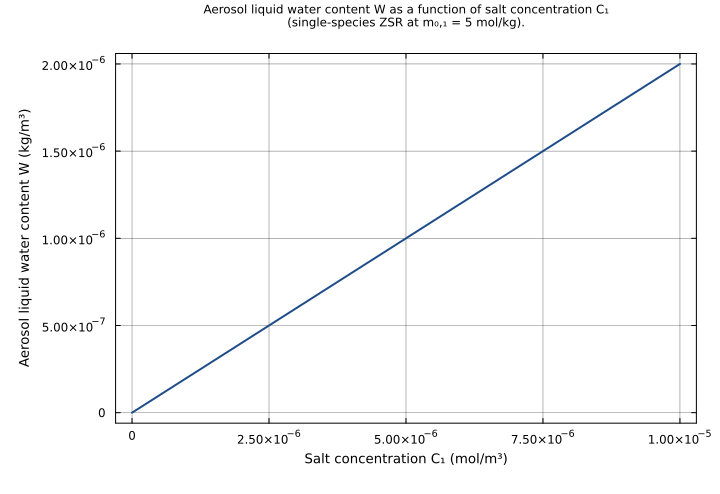 Aerosol liquid water content W as a function of salt concentration C₁
(single-species ZSR at m₀,₁ = 5 mol/kg).
Aerosol liquid water content W (kg/m³)
2.00×10⁻⁶
1.50×10⁻⁶
1.00×10⁻⁶
5.00×10⁻⁷
0
0 2.50×10⁻⁶ 5.00×10⁻⁶ 7.50×10⁻⁶ 1.00×10⁻⁵
Salt concentration C₁ (mol/m³)